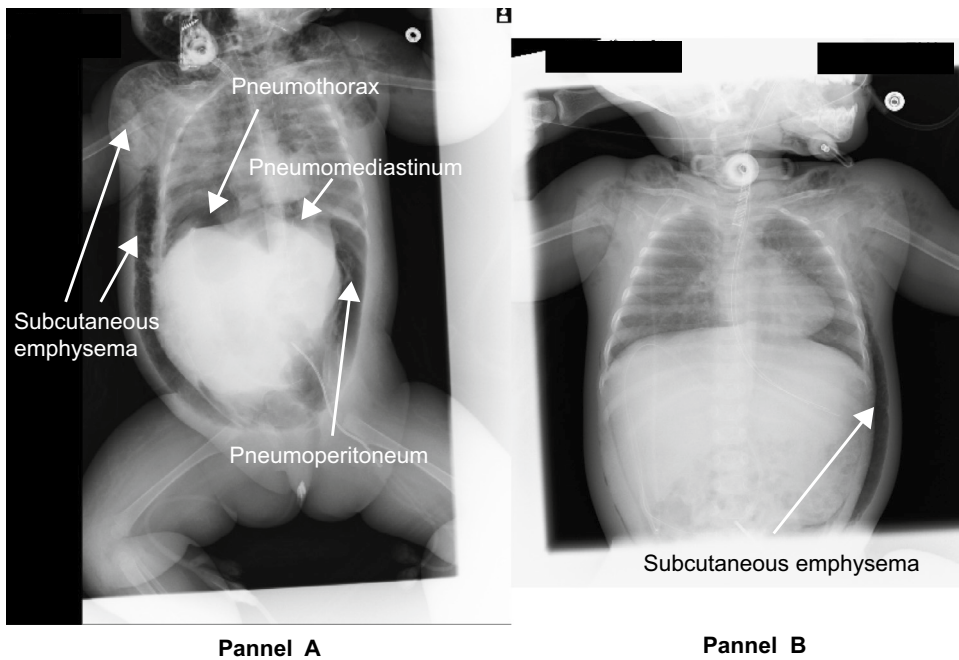 Pneumothorax
Pneumomediastinum
Subcutaneous
emphysema
Pneumoperitoneum
Subcutaneous emphysema
Pannel A
Pannel B